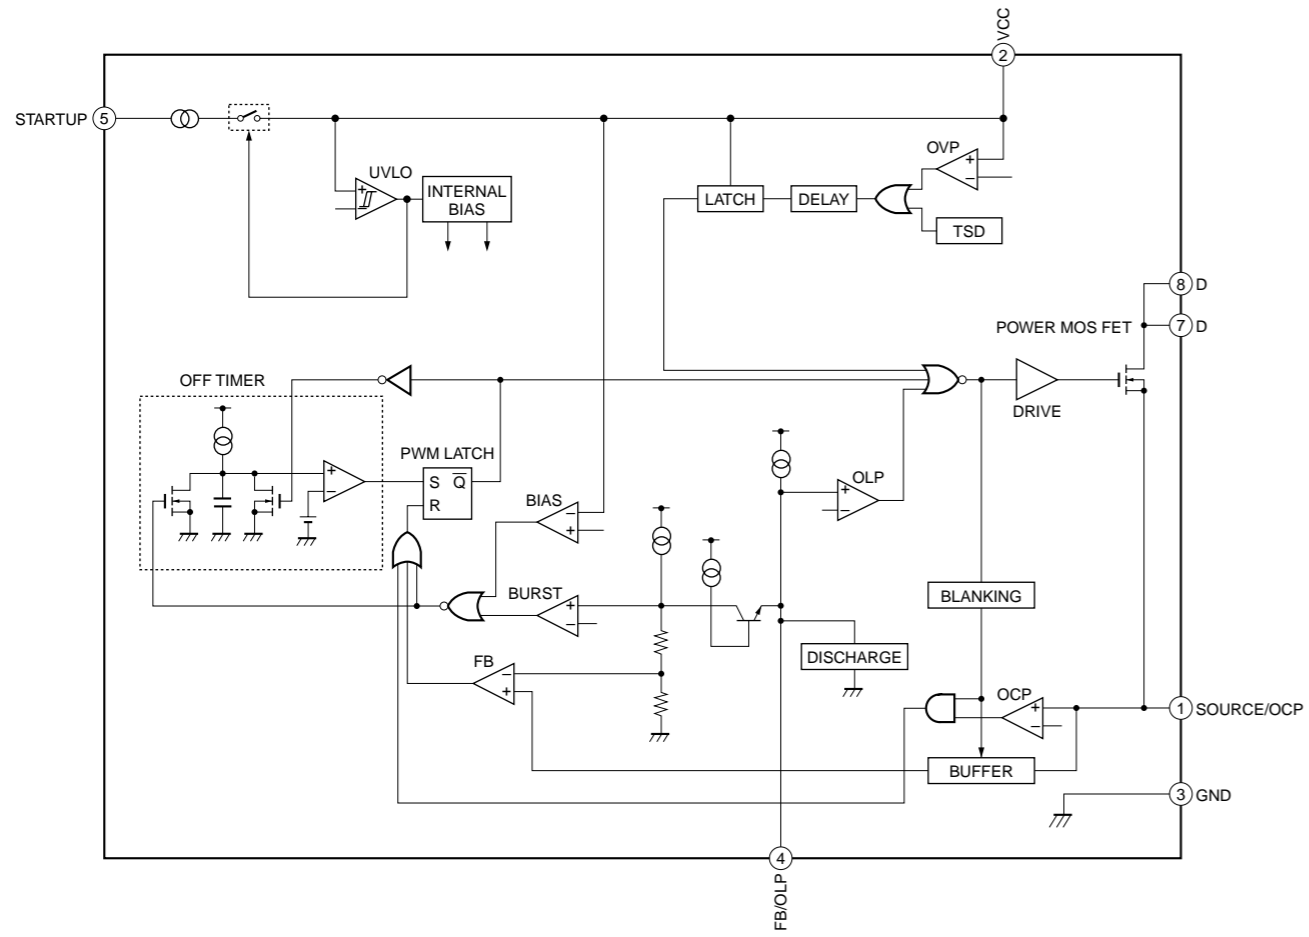 VCC
2
STARTUP
5
OVP
+
−
UVLO
+
−
INTERNAL
BIAS
LATCH
DELAY
TSD
8
D
POWER MOS FET
7
D
OFF TIMER
DRIVE
PWM LATCH
OLP
+
−
+
−
S
Q̅
R
BIAS
−
+
BLANKING
BURST
+
−
DISCHARGE
FB
−
+
OCP
+
−
1
SOURCE/OCP
BUFFER
3
GND
4
FB/OLP